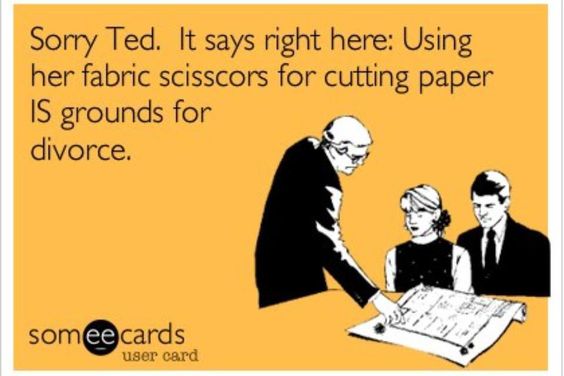 Sorry Ted. It says right here: Using
her fabric scisscors for cutting paper
IS grounds for
divorce.
someecards
user card